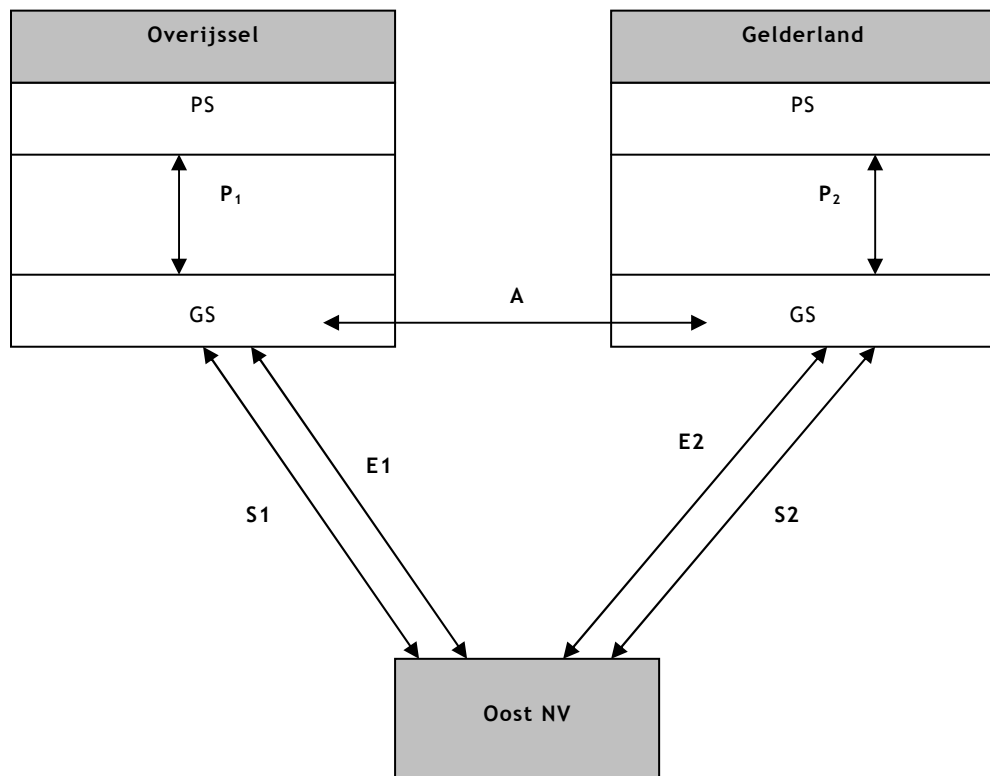 Overijssel
Gelderland
PS
PS
P₁
P₂
A
GS
GS
E1
E2
S1
S2
Oost NV